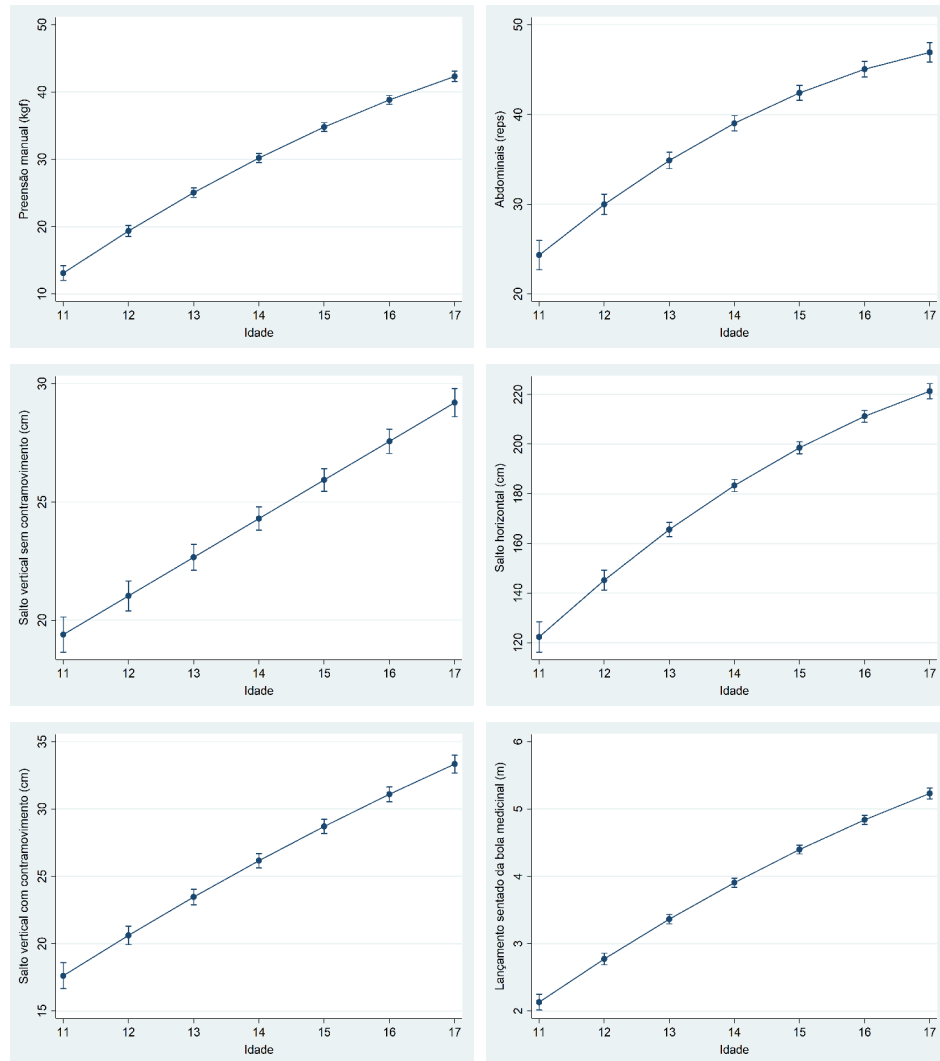 Preensão manual (kgf)
50
40
30
20
10
11 12 13 14 15 16 17
Idade
Abdominais (reps)
50
40
30
20
11 12 13 14 15 16 17
Idade
Salto vertical sem contramovimento (cm)
30
25
20
11 12 13 14 15 16 17
Idade
Salto horizontal (cm)
220
200
180
160
140
120
11 12 13 14 15 16 17
Idade
Salto vertical com contramovimento (cm)
35
30
25
20
15
11 12 13 14 15 16 17
Idade
Lançamento sentado da bola medicinal (m)
6
5
4
3
2
11 12 13 14 15 16 17
Idade